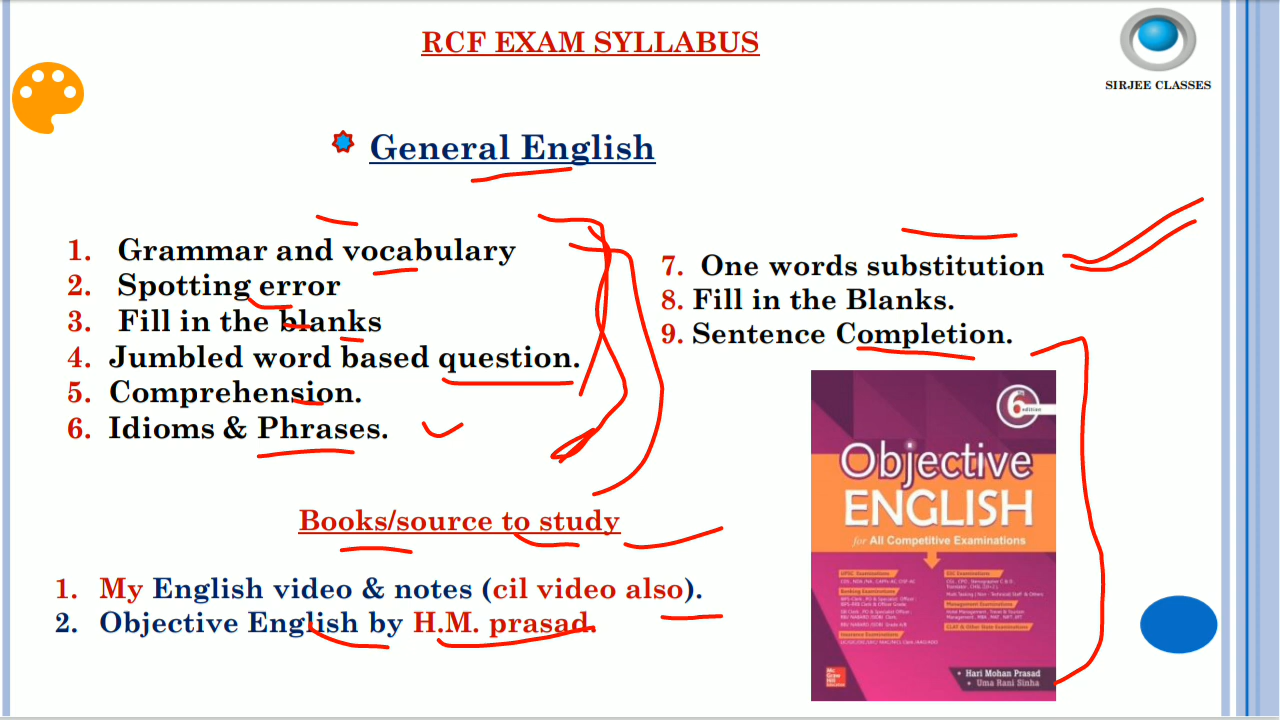 RCF EXAM SYLLABUS
SIRJEE CLASSES
General English
1. Grammar and vocabulary
2. Spotting error
3. Fill in the blanks
4. Jumbled word based question.
5. Comprehension.
6. Idioms & Phrases.
7. One words substitution
8. Fill in the Blanks.
9. Sentence Completion.
Books/source to study
1. My English video & notes (cil video also).
2. Objective English by H.M. prasad.
6
edition
Objective
ENGLISH
for All Competitive Examinations
• Hari Mohan Prasad
• Uma Rani Sinha